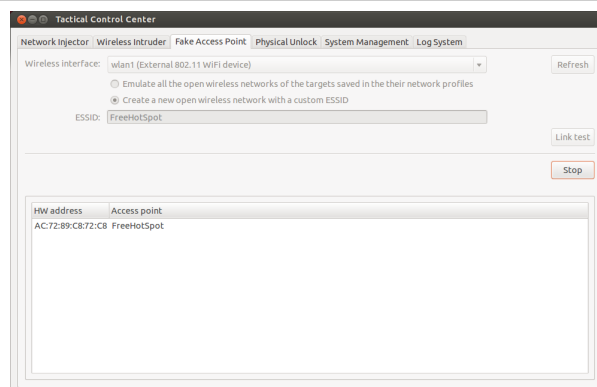 Tactical Control Center
Network Injector Wireless Intruder Fake Access Point Physical Unlock System Management Log System
Wireless interface: wlan1 (External 802.11 WiFi device) Refresh
Emulate all the open wireless networks of the targets saved in the their network profiles
Create a new open wireless network with a custom ESSID
ESSID: FreeHotSpot
Link test
Stop
HW address Access point
AC:72:89:C8:72:C8 FreeHotSpot